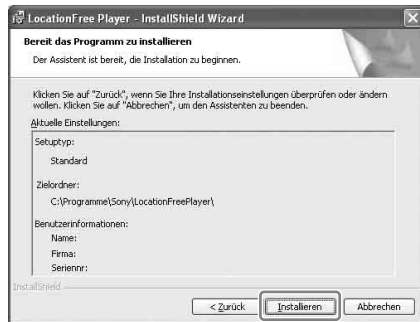 LocationFree Player - InstallShield Wizard
Bereit das Programm zu installieren
Der Assistent ist bereit, die Installation zu beginnen.
Klicken Sie auf "Zurück", wenn Sie Ihre Installationseinstellungen überprüfen oder ändern
wollen. Klicken Sie auf "Abbrechen", um den Assistenten zu beenden.
Aktuelle Einstellungen:
Setuptyp:
Standard
Zielordner:
C:\Programme\Sony\LocationFreePlayer\
Benutzerinformationen:
Name:
Firma:
Seriennr:
InstallShield
< Zurück
Installieren
Abbrechen